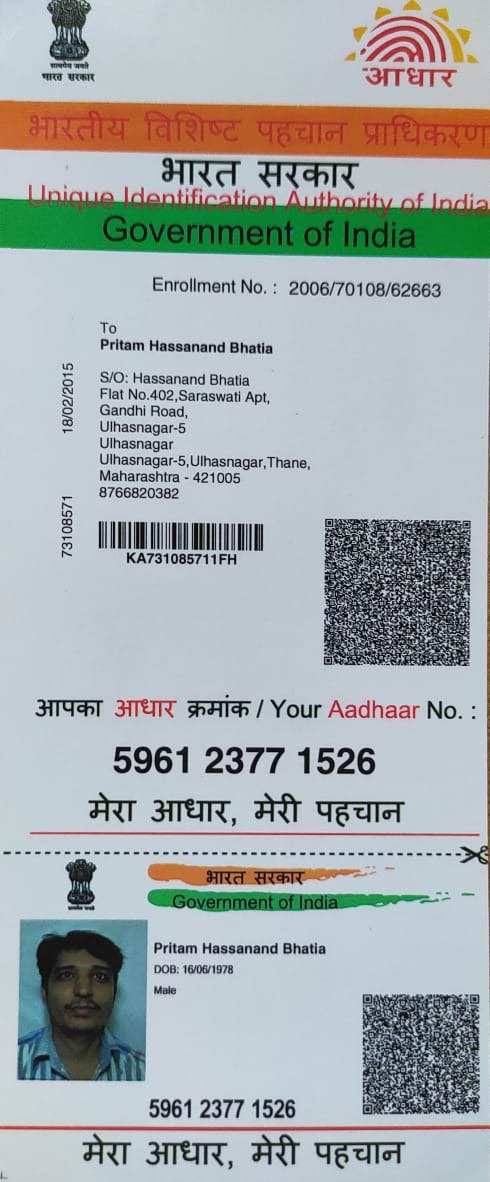 सत्यमेव जयते
भारत सरकार
आधार
भारतीय विशिष्ट पहचान प्राधिकरण
भारत सरकार
Unique Identification Authority of India
Government of India
Enrollment No. : 2006/70108/62663
To
Pritam Hassanand Bhatia
S/O: Hassanand Bhatia
Flat No.402,Saraswati Apt,
Gandhi Road,
Ulhasnagar-5
Ulhasnagar
Ulhasnagar-5,Ulhasnagar,Thane,
Maharashtra - 421005
8766820382
18/02/2015
73108571
KA731085711FH
आपका आधार क्रमांक / Your Aadhaar No. :
5961 2377 1526
मेरा आधार, मेरी पहचान
भारत सरकार
Government of India
Pritam Hassanand Bhatia
DOB: 16/06/1978
Male
5961 2377 1526
मेरा आधार, मेरी पहचान